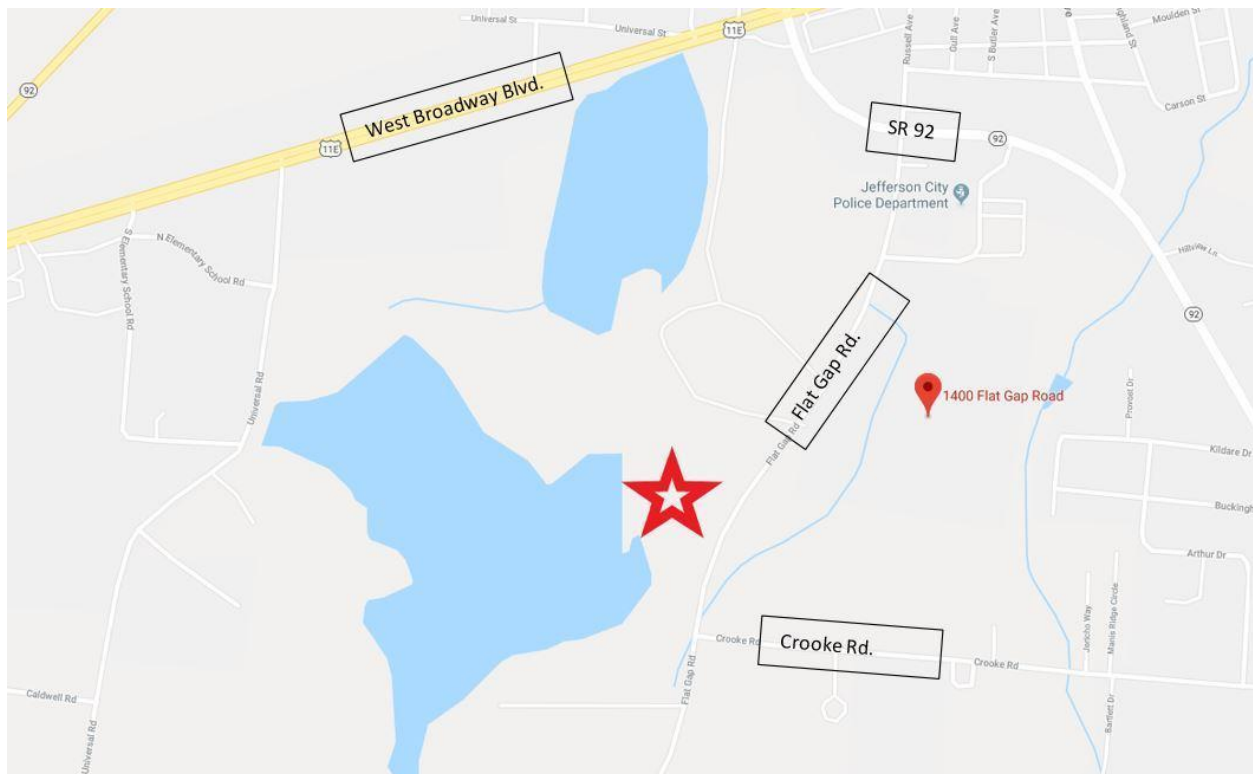 Universal St
Universal St
11E
Russell Ave
Gull Ave
S Butler Ave
Moulden St
Carson St
92
West Broadway Blvd.
11E
SR 92
92
Jefferson City
Police Department
S Elementary School Rd
N Elementary School Rd
Hillview Ln
92
Universal Rd
Flat Gap Rd.
Flat Gap Rd
1400 Flat Gap Road
Provost Dr
Kildare Dr
Buckingh
Arthur Dr
Jericho Way
Manis Ridge Circle
Crooke Rd
Crooke Rd.
Crooke Rd
Flat Gap Rd
Caldwell Rd
Universal Rd
Bartlett Dr